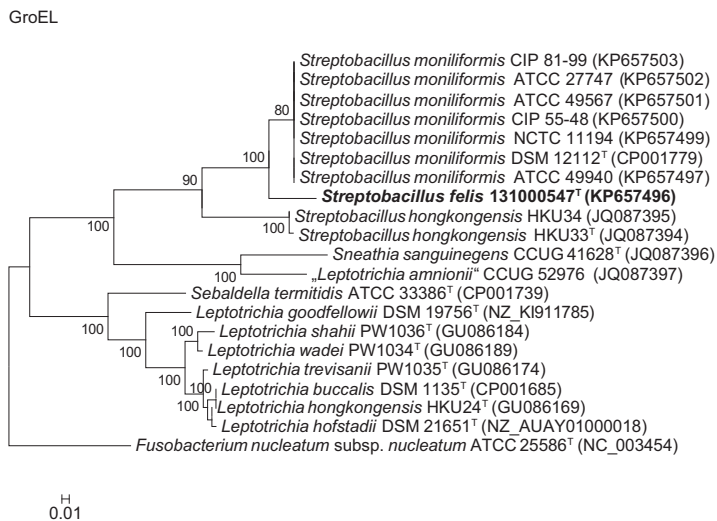 GroEL
Streptobacillus moniliformis CIP 81-99 (KP657503)
Streptobacillus moniliformis ATCC 27747 (KP657502)
Streptobacillus moniliformis ATCC 49567 (KP657501)
80
Streptobacillus moniliformis CIP 55-48 (KP657500)
Streptobacillus moniliformis NCTC 11194 (KP657499)
100
Streptobacillus moniliformis DSM 12112ᵀ (CP001779)
Streptobacillus moniliformis ATCC 49940 (KP657497)
90
Streptobacillus felis 131000547ᵀ (KP657496)
Streptobacillus hongkongensis HKU34 (JQ087395)
100
100
Streptobacillus hongkongensis HKU33ᵀ (JQ087394)
Sneathia sanguinegens CCUG 41628ᵀ (JQ087396)
100
„Leptotrichia amnionii“ CCUG 52976 (JQ087397)
Sebaldella termitidis ATCC 33386ᵀ (CP001739)
Leptotrichia goodfellowii DSM 19756ᵀ (NZ_KI911785)
100
Leptotrichia shahii PW1036ᵀ (GU086184)
100
Leptotrichia wadei PW1034ᵀ (GU086189)
100
Leptotrichia trevisanii PW1035ᵀ (GU086174)
100
Leptotrichia buccalis DSM 1135ᵀ (CP001685)
100
Leptotrichia hongkongensis HKU24ᵀ (GU086169)
Leptotrichia hofstadii DSM 21651ᵀ (NZ_AUAY01000018)
Fusobacterium nucleatum subsp. nucleatum ATCC 25586ᵀ (NC_003454)
0.01